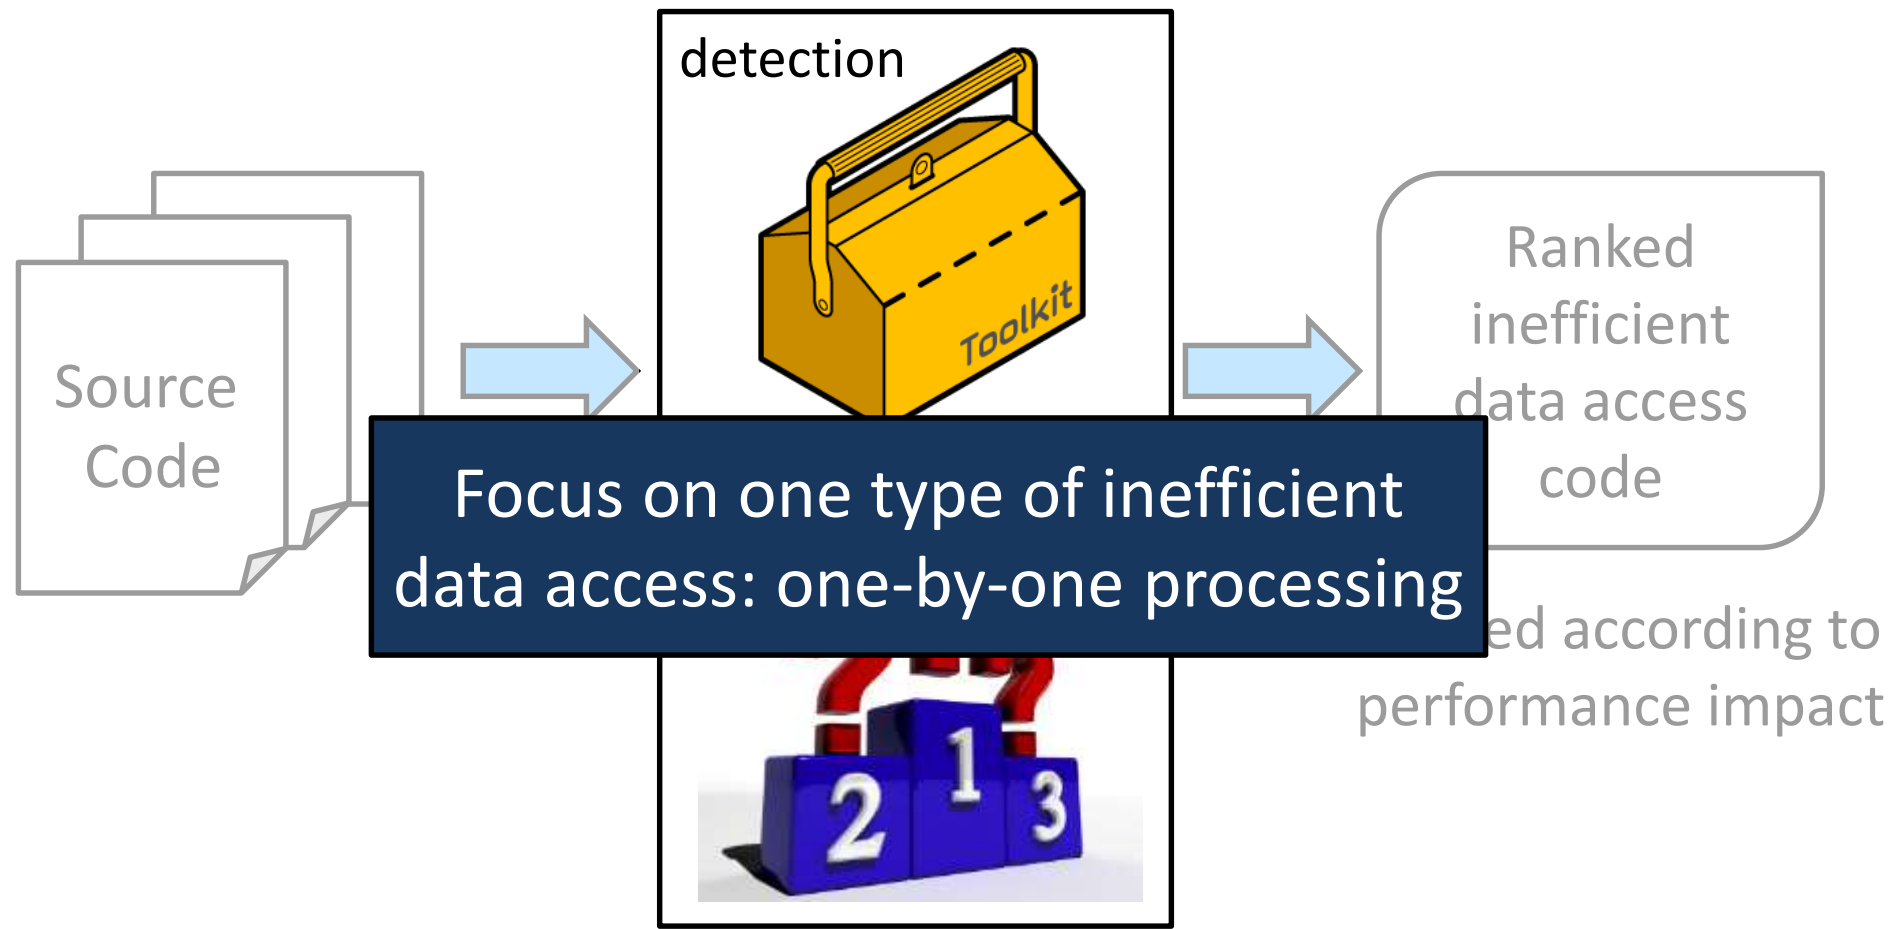 detection
Toolkit
Source
Code
Ranked
inefficient
data access
code
Focus on one type of inefficient
data access: one-by-one processing
according to
performance impact
2
1
3